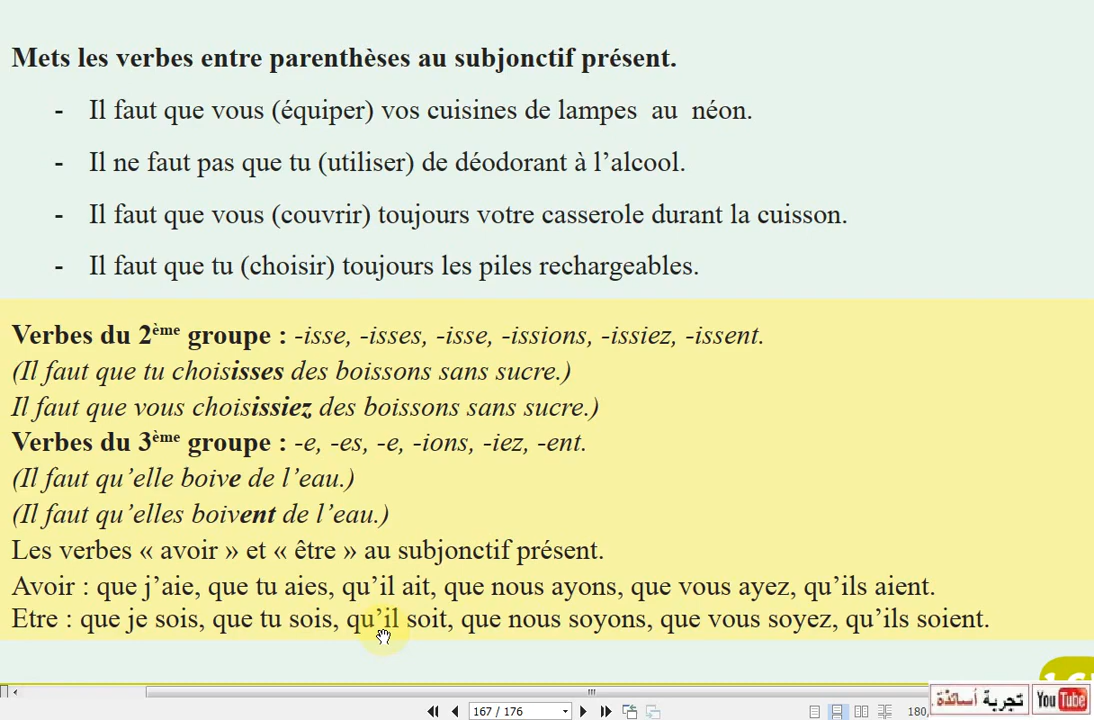 Mets les verbes entre parenthèses au subjonctif présent.
- Il faut que vous (équiper) vos cuisines de lampes au néon.
- Il ne faut pas que tu (utiliser) de déodorant à l’alcool.
- Il faut que vous (couvrir) toujours votre casserole durant la cuisson.
- Il faut que tu (choisir) toujours les piles rechargeables.
Verbes du 2ème groupe : -isse, -isses, -isse, -issions, -issiez, -issent.
(Il faut que tu choisisses des boissons sans sucre.)
Il faut que vous choisissiez des boissons sans sucre.)
Verbes du 3ème groupe : -e, -es, -e, -ions, -iez, -ent.
(Il faut qu’elle boive de l’eau.)
(Il faut qu’elles boivent de l’eau.)
Les verbes « avoir » et « être » au subjonctif présent.
Avoir : que j’aie, que tu aies, qu’il ait, que nous ayons, que vous ayez, qu’ils aient.
Etre : que je sois, que tu sois, qu’il soit, que nous soyons, que vous soyez, qu’ils soient.
تجربة أساتذة. YouTube
167 / 176 180,